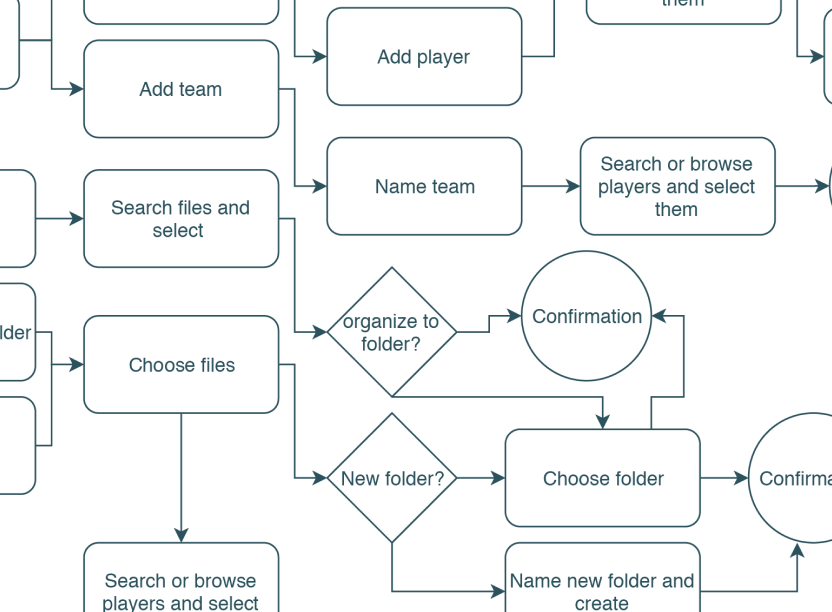 them
Add player
Add team
Name team
Search or browse
players and select
them
Search files and
select
organize to
folder?
Confirmation
lder
Choose files
New folder?
Choose folder
Confirma
Search or browse
players and select
Name new folder and
create